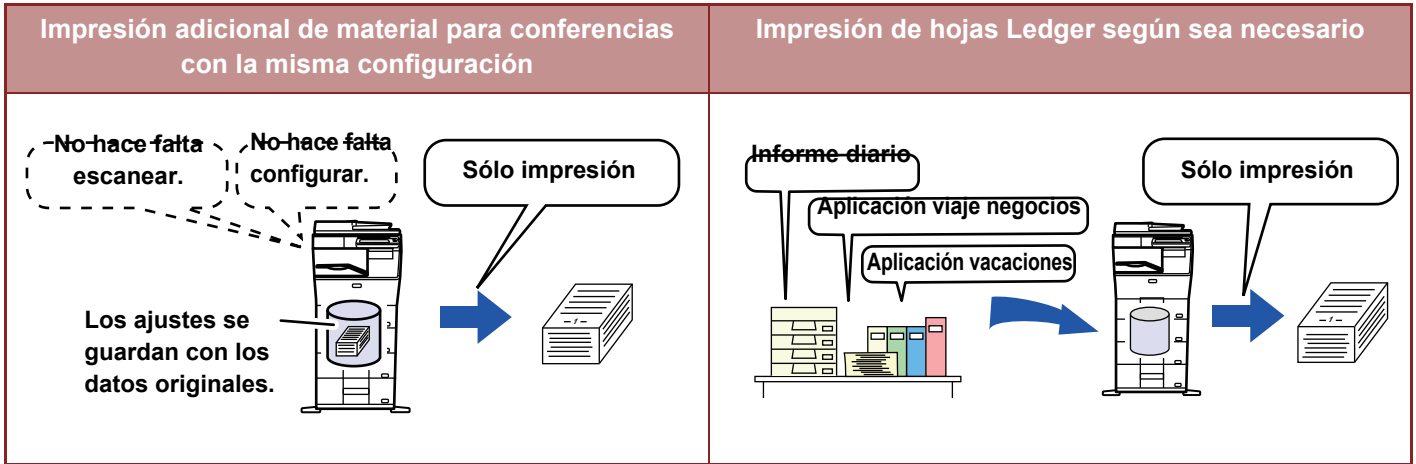 Impresión adicional de material para conferencias
con la misma configuración
No hace falta
escanear.
No hace falta
configurar.
Sólo impresión
Los ajustes se
guardan con los
datos originales.
-1-
Impresión de hojas Ledger según sea necesario
Informe diario
Aplicación viaje negocios
Aplicación vacaciones
Sólo impresión
-1-